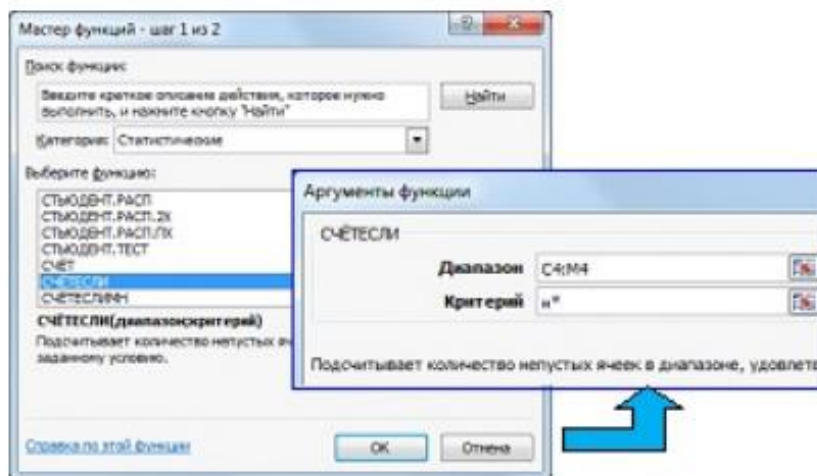 Мастер функций - шаг 1 из 2
Поиск функции:
Введите краткое описание действия, которое нужно
выполнить, и нажмите кнопку "Найти"
Найти
Категория: Статистические
Выберите функцию:
СТЬЮДЕНТ.РАСП
СТЬЮДЕНТ.РАСП.2Х
СТЬЮДЕНТ.РАСП.ПХ
СТЬЮДЕНТ.ТЕСТ
СЧЁТ
СЧЁТЕСЛИ
СЧЁТЕСЛИМН
СЧЁТЕСЛИ(диапазон;критерий)
Подсчитывает количество непустых яч
заданному условию.
Справка по этой функции
ОК
Отмена
Аргументы функции
СЧЁТЕСЛИ
Диапазон C4:M4
Критерий н*
Подсчитывает количество непустых ячеек в диапазоне, удовлетв